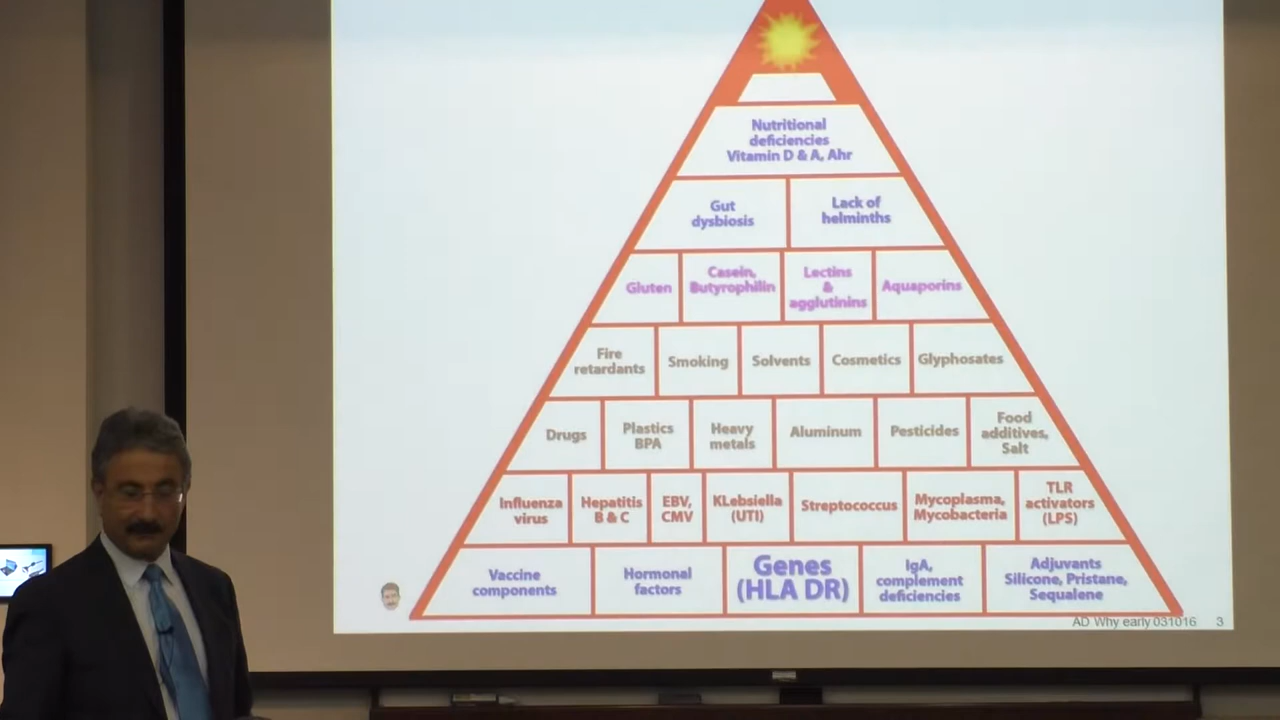 Nutritional
deficiencies
Vitamin D & A, Ahr
Gut
dysbiosis
Lack of
helminths
Gluten
Casein,
Butyrophilin
Lectins
&
agglutinins
Aquaporins
Fire
retardants
Smoking
Solvents
Cosmetics
Glyphosates
Drugs
Plastics
BPA
Heavy
metals
Aluminum
Pesticides
Food
additives,
Salt
Influenza
virus
Hepatitis
B & C
EBV,
CMV
KLebsiella
(UTI)
Streptococcus
Mycoplasma,
Mycobacteria
TLR
activators
(LPS)
Vaccine
components
Hormonal
factors
Genes
(HLA DR)
IgA,
complement
deficiencies
Adjuvants
Silicone, Pristane,
Sequalene
AD Why early 031016 3